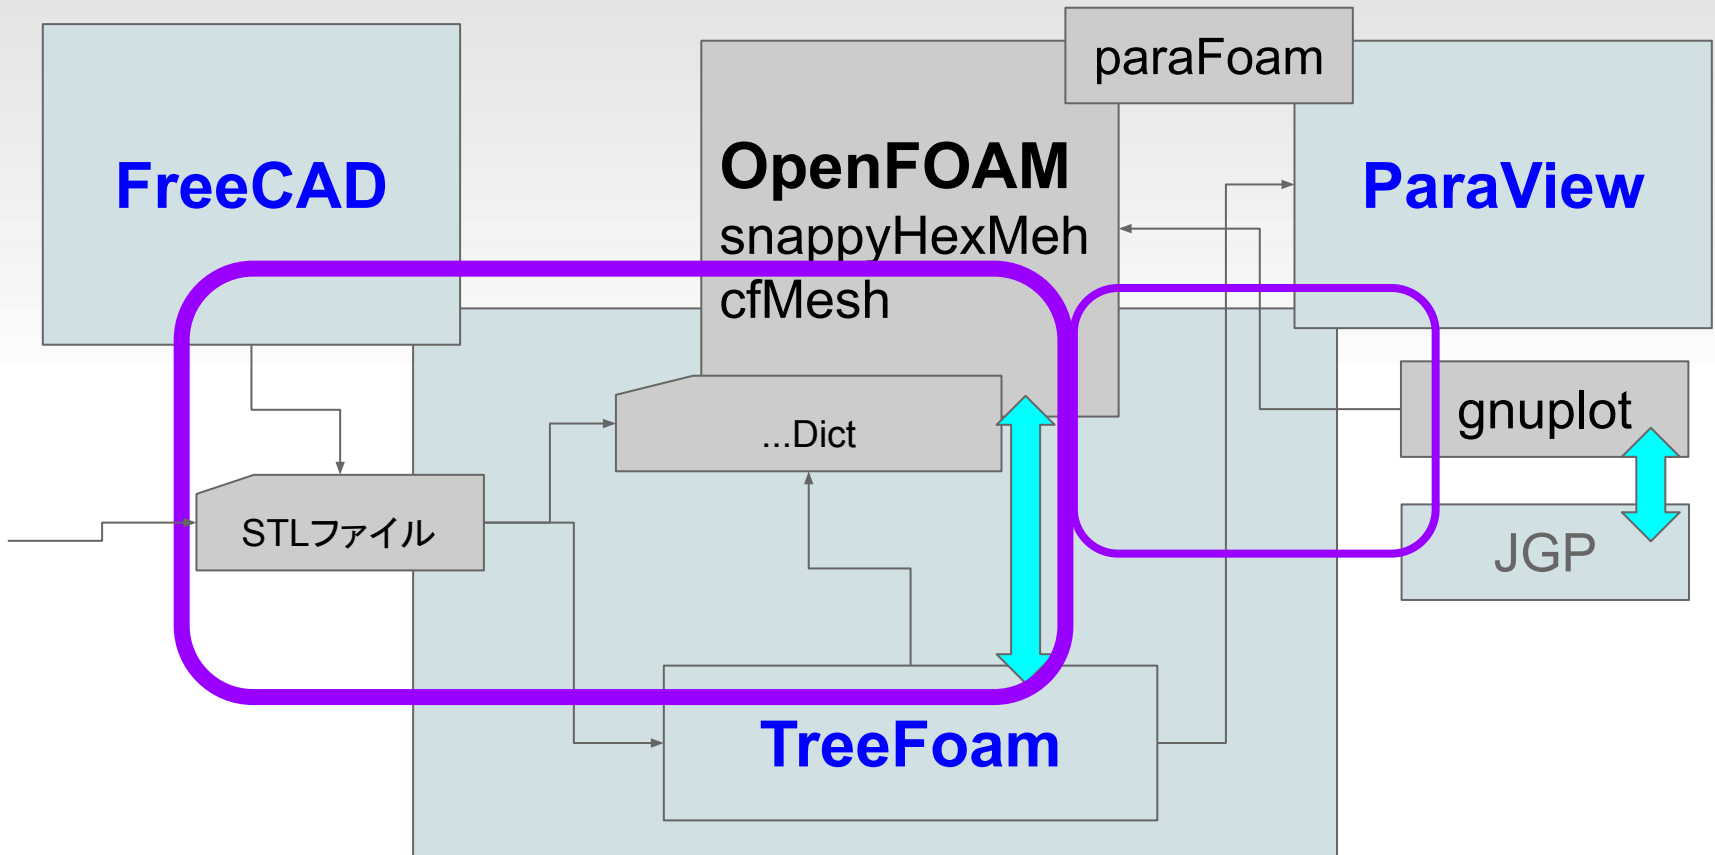 paraFoam
FreeCAD
OpenFOAM
snappyHexMeh
cfMesh
ParaView
...Dict
gnuplot
STLファイル
JGP
TreeFoam